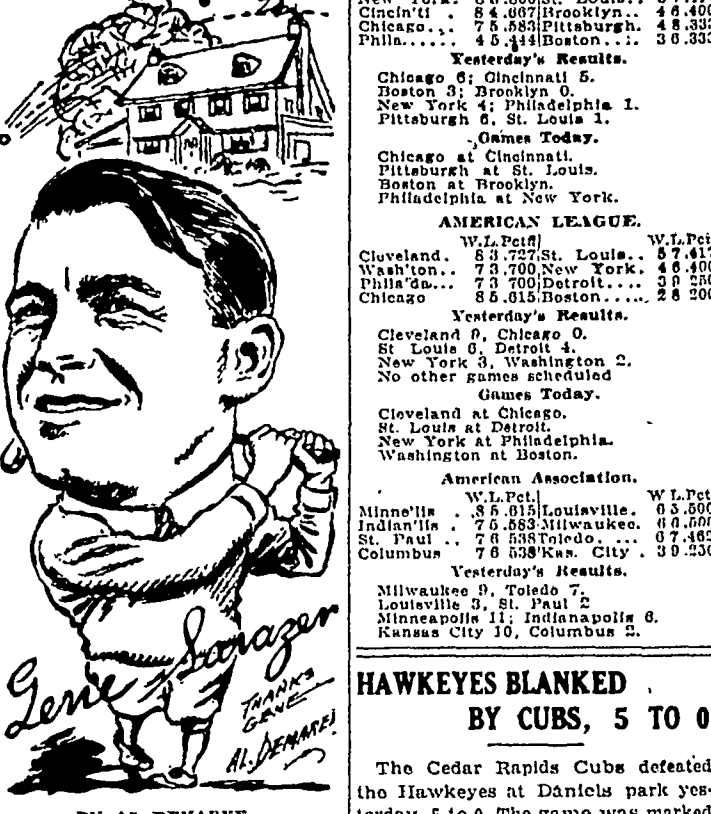 Gene Sarazen
THANKS
GENE
AL. DEMAREE
Cincin'ti . 8 4 .667|Brooklyn.. 4 6 .400
Chicago... 7 5 .583|Pittsburgh. 4 8 .333
Phila...... 4 5 .444|Boston..... 3 6 .333
Yesterday's Results.
Chicago 6; Cincinnati 5.
Boston 3; Brooklyn 0.
New York 4; Philadelphia 1.
Pittsburgh 6, St. Louis 1.
Games Today.
Chicago at Cincinnati.
Pittsburgh at St. Louis.
Boston at Brooklyn.
Philadelphia at New York.
AMERICAN LEAGUE.
W.L.Pct| W.L.Pct
Cleveland. 8 3 .727|St. Louis.. 5 7 .417
Wash'ton.. 7 3 .700|New York. 4 6 .400
Phila'da... 7 3 700|Detroit.... 3 9 250
Chicago 8 5 .615|Boston..... 2 8 200
Yesterday's Results.
Cleveland 9, Chicago 0.
St Louis 6, Detroit 4.
New York 3, Washington 2.
No other games scheduled
Games Today.
Cleveland at Chicago.
St. Louis at Detroit.
New York at Philadelphia.
Washington at Boston.
American Association.
W.L.Pct.| W L.Pct
Minne'lis . 8 5 .615|Louisville. 6 .500
Indian'lis . 7 5 .583|Milwaukee. 6 6 .500
St. Paul .. 7 6 538|Toledo. ... 6 7 .462
Columbus 7 6 538|Kas. City . 3 9 .250
Yesterday's Results.
Milwaukee 9, Toledo 7.
Louisville 3, St. Paul 2
Minneapolis 11; Indianapolis 6.
Kansas City 10, Columbus 2.
HAWKEYES BLANKED
BY CUBS, 5 TO 0
The Cedar Rapids Cubs defeated
the Hawkeyes at Daniels park yes-
terday, 5 to 0. The game was marked